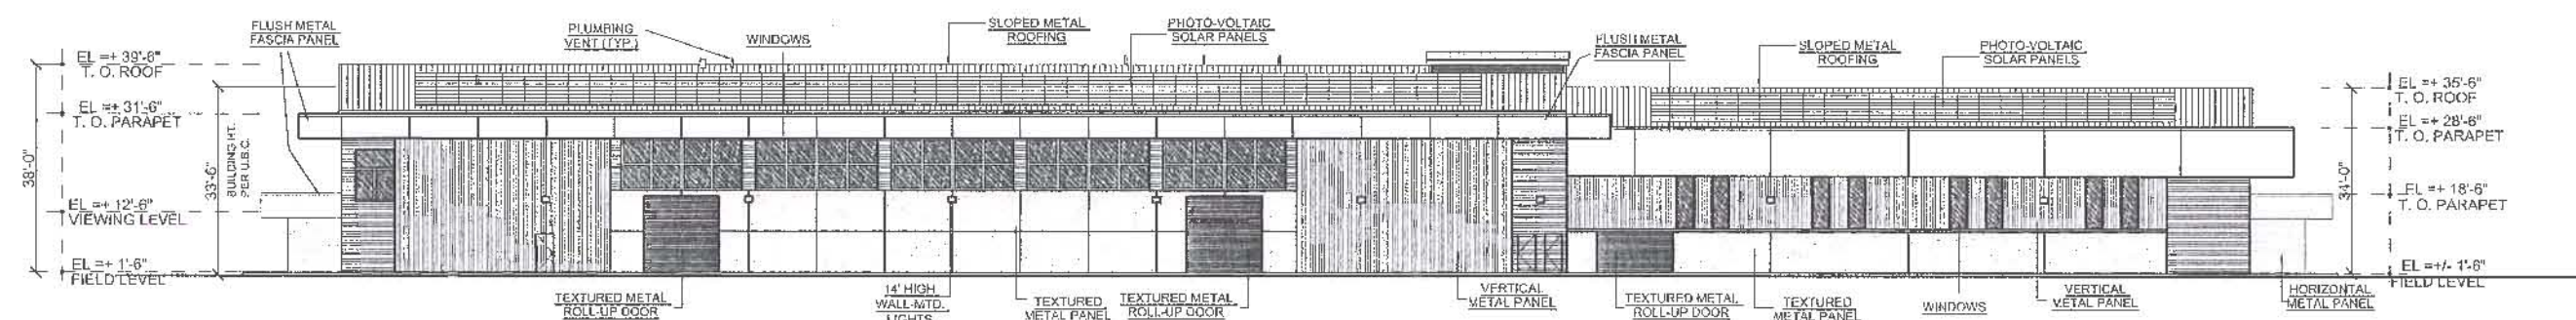 FLUSH METAL
FASCIA PANEL
PLUMBING
VENT (TYP.)
WINDOWS
SLOPED METAL
ROOFING
PHOTO-VOLTAIC
SOLAR PANELS
FLUSH METAL
FASCIA PANEL
SLOPED METAL
ROOFING
PHOTO-VOLTAIC
SOLAR PANELS
EL =+ 39'-6"
T. O. ROOF
EL =+ 31'-6"
T. O. PARAPET
EL =+ 12'-6"
VIEWING LEVEL
EL =+ 1'-6"
FIELD LEVEL
38'-0"
33'-6"
BUILDING HT.
PER U.B.C.
34'-0"
EL =+ 35'-6"
T. O. ROOF
EL =+ 28'-6"
T. O. PARAPET
EL =+ 18'-6"
T. O. PARAPET
EL =+/- 1'-6"
FIELD LEVEL
TEXTURED METAL
ROLL-UP DOOR
14' HIGH
WALL-MTD.
LIGHTS
TEXTURED
METAL PANEL
TEXTURED METAL
ROLL-UP DOOR
VERTICAL
METAL PANEL
TEXTURED METAL
ROLL-UP DOOR
TEXTURED
METAL PANEL
WINDOWS
VERTICAL
METAL PANEL
HORIZONTAL
METAL PANEL